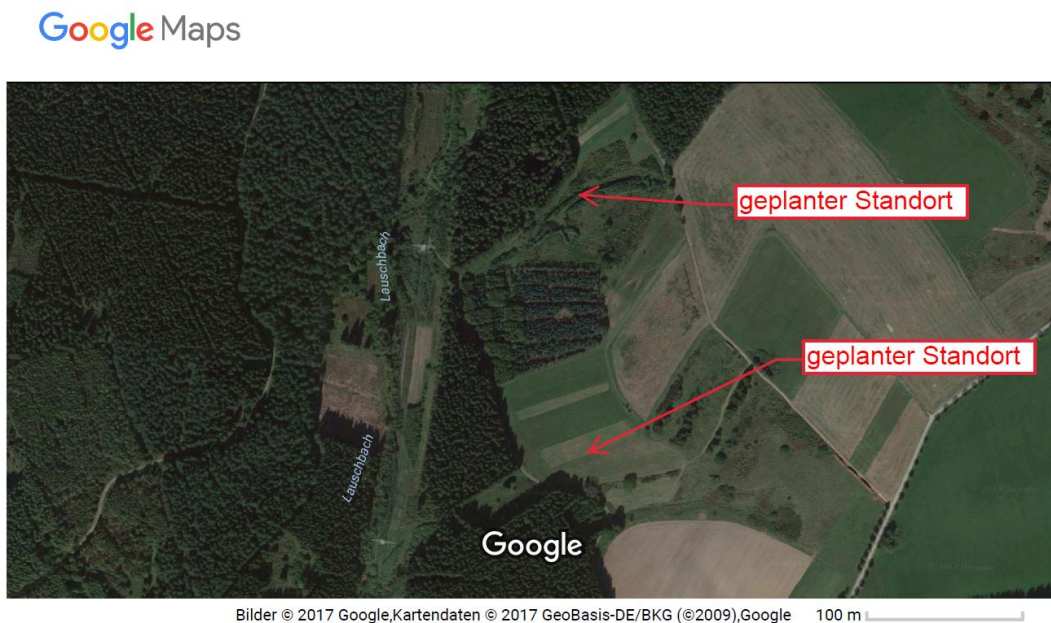 Google Maps
geplanter Standort
Lauschbach
geplanter Standort
Lauschbach
Google
Bilder © 2017 Google,Kartendaten © 2017 GeoBasis-DE/BKG (©2009),Google 100 m